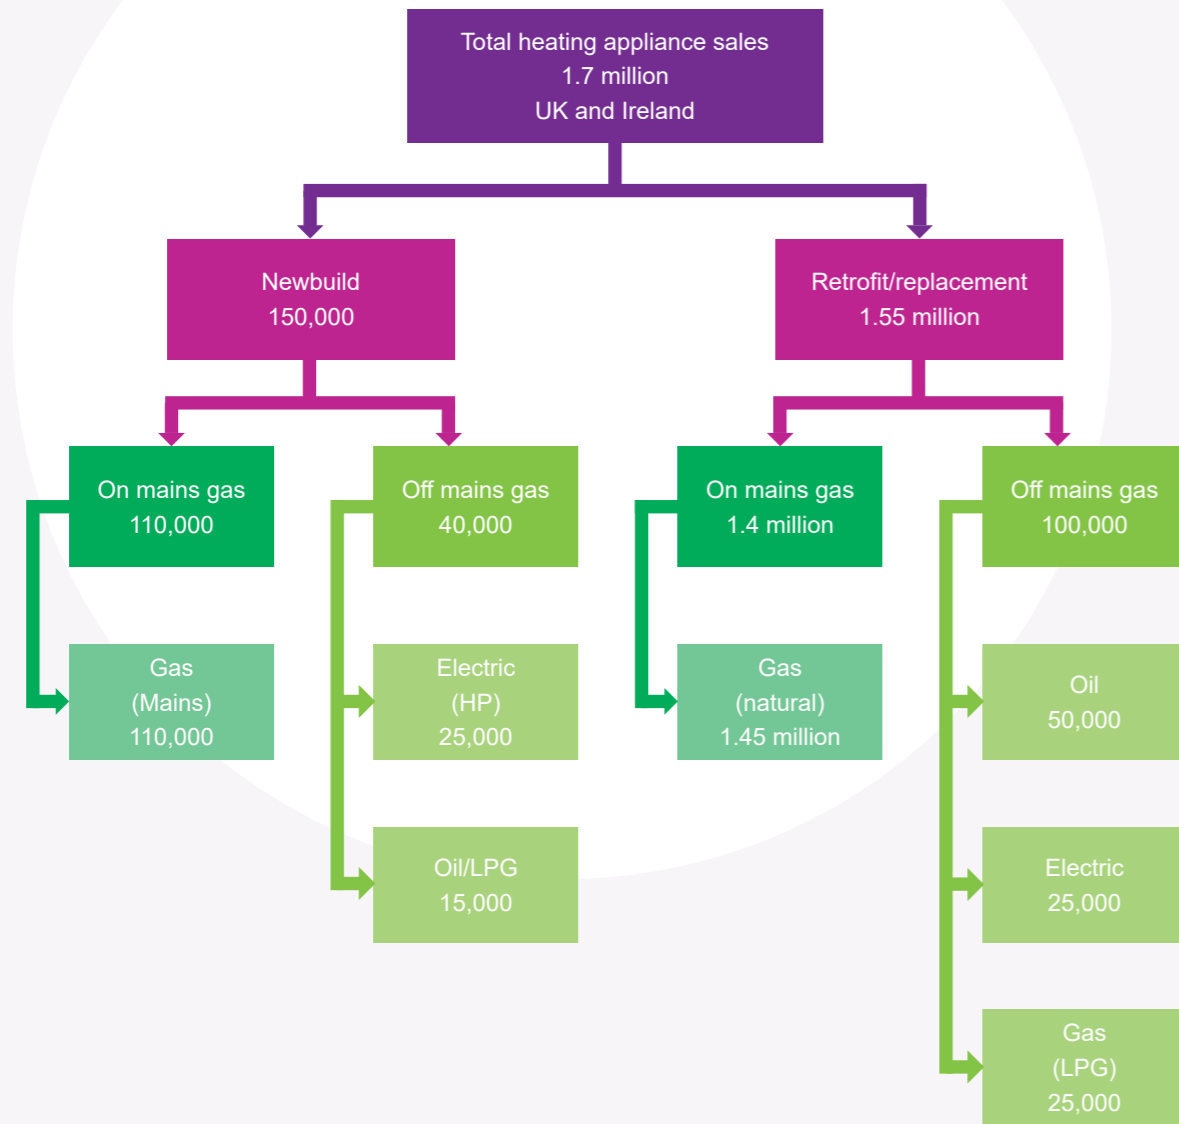 Total heating appliance sales
1.7 million
UK and Ireland
Newbuild
150,000
Retrofit/replacement
1.55 million
On mains gas
110,000
Off mains gas
40,000
On mains gas
1.4 million
Off mains gas
100,000
Gas
(Mains)
110,000
Electric
(HP)
25,000
Gas
(natural)
1.45 million
Oil
50,000
Oil/LPG
15,000
Electric
25,000
Gas
(LPG)
25,000